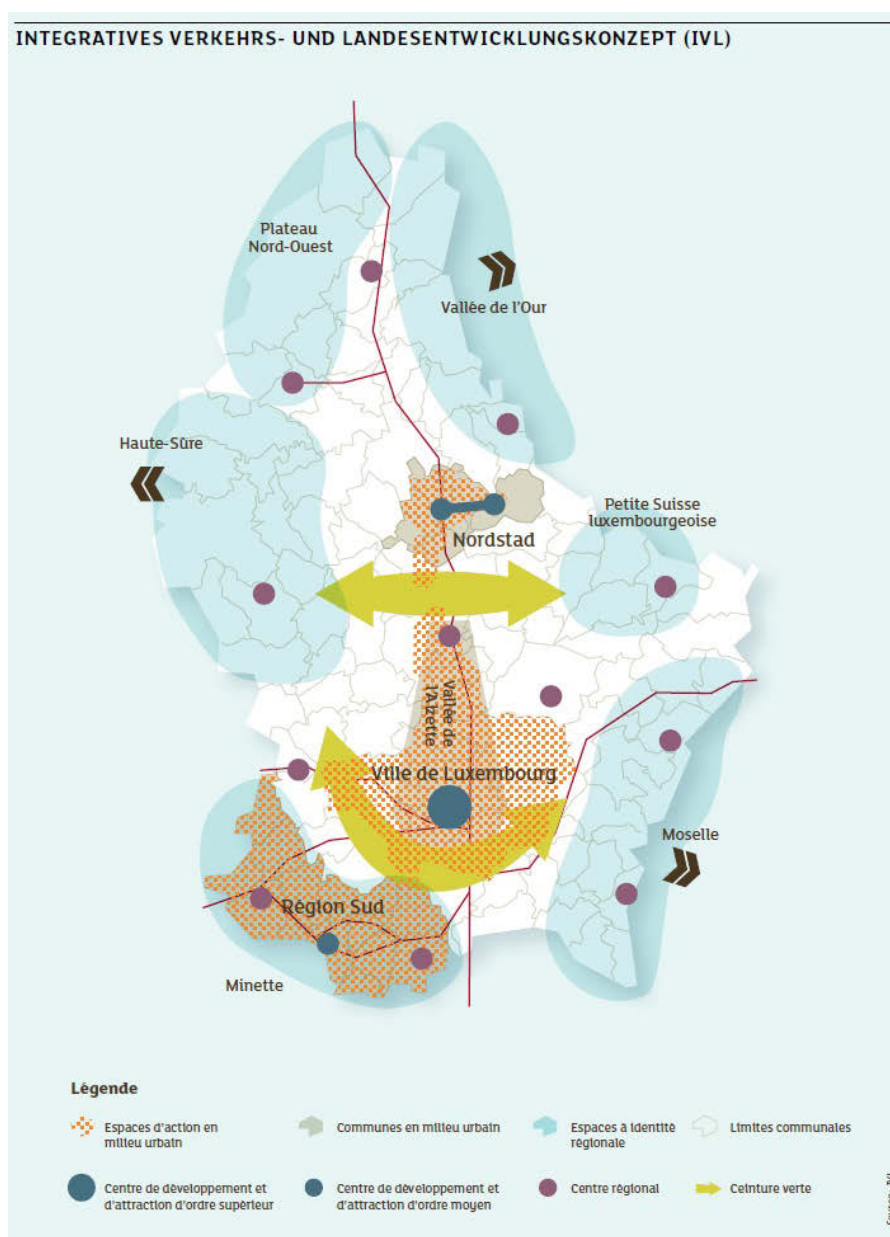 INTEGRATIVES VERKEHRS- UND LANDESENTWICKLUNGSKONZEPT (IVL)
Plateau
Nord-Ouest
Vallée de l'Our
Haute-Sûre
Petite Suisse
luxembourgeoise
Nordstad
Vallée de
l'Alzette
Ville de Luxembourg
Moselle
Région Sud
Minette
Légende
Espaces d'action en
milieu urbain
Communes en milieu urbain
Espaces à identité
régionale
Limites communales
Centre de développement et
d'attraction d'ordre supérieur
Centre de développement et
d'attraction d'ordre moyen
Centre régional
Ceinture verte